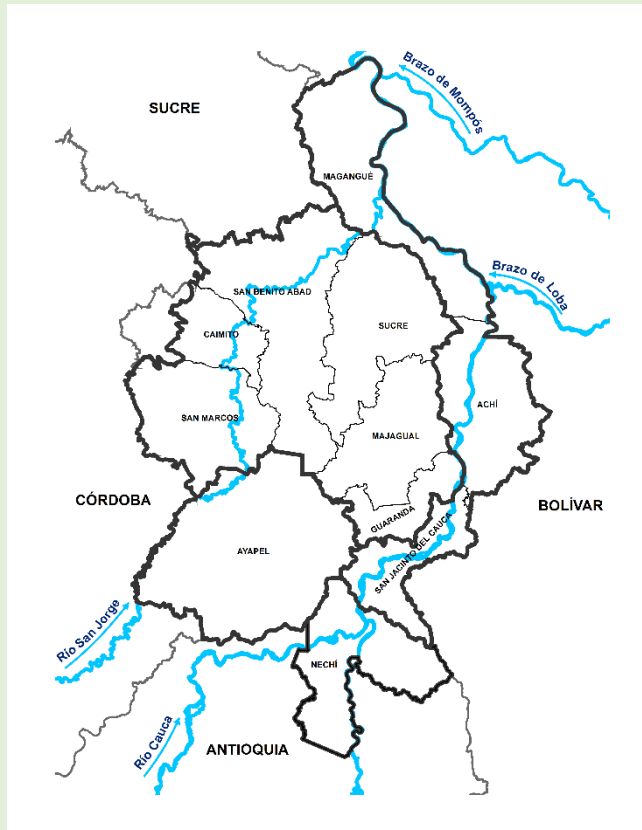 Brazo de Mompós
SUCRE
MAGANGUÉ
Brazo de Loba
SAN BENITO ABAD
SUCRE
CAIMITO
ACHÍ
SAN MARCOS
MAJAGUAL
CÓRDOBA
BOLÍVAR
GUARANDA
AYAPEL
SAN JACINTO DEL CAUCA
Río San Jorge
NECHÍ
Río Cauca
ANTIOQUIA